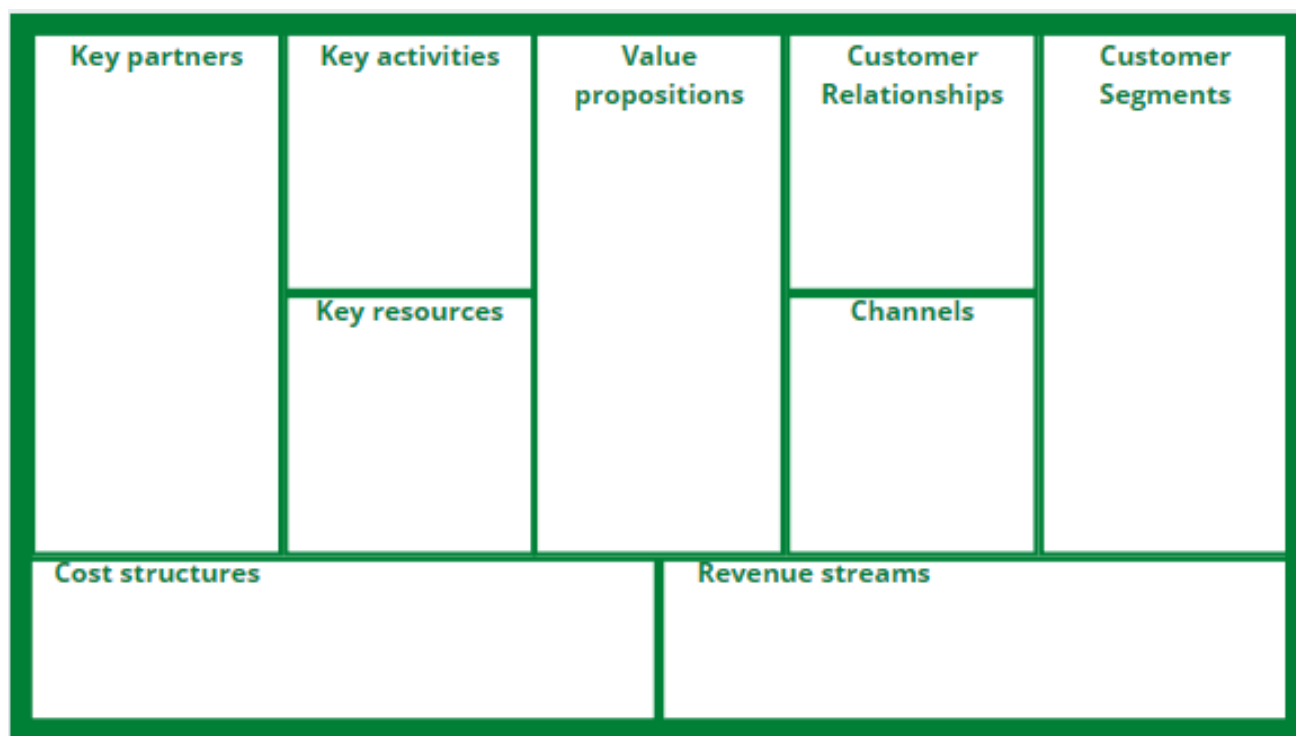 Key partners
Key activities
Value
propositions
Customer
Relationships
Customer
Segments
Key resources
Channels
Cost structures
Revenue streams